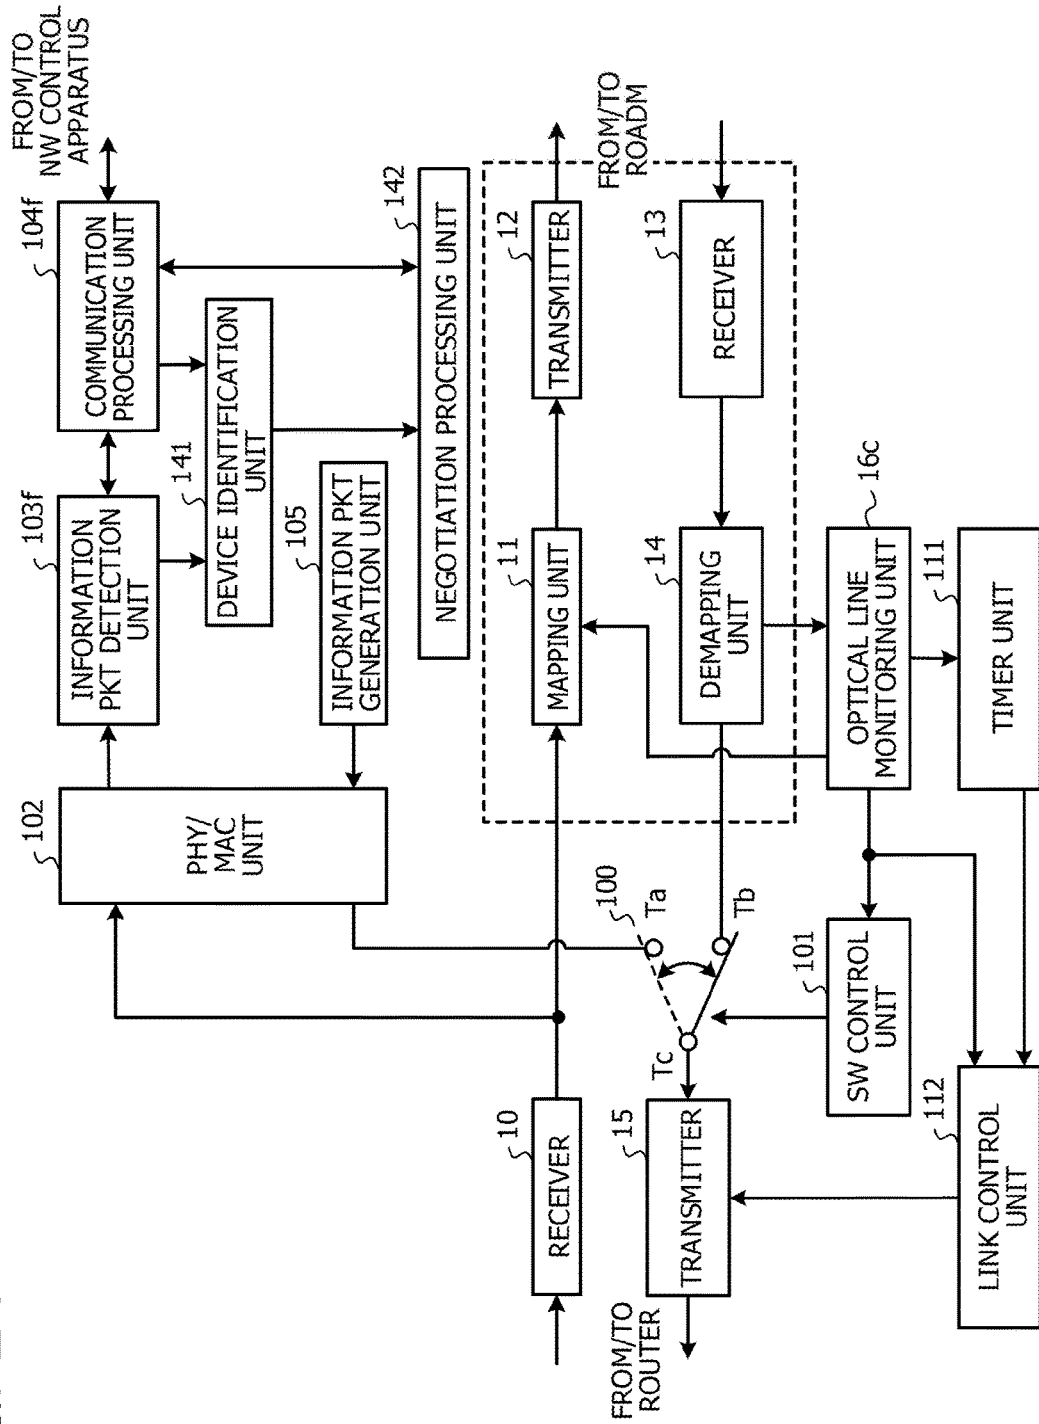 FROM/TO
NW CONTROL
APPARATUS
104f
COMMUNICATION
PROCESSING UNIT
103f
INFORMATION
PKT DETECTION
UNIT
102
PHY/
MAC
UNIT
141
DEVICE IDENTIFICATION
UNIT
105
INFORMATION PKT
GENERATION UNIT
142
NEGOTIATION PROCESSING UNIT
10
RECEIVER
11
MAPPING UNIT
12
TRANSMITTER
FROM/TO
ROADM
13
RECEIVER
14
DEMAPPING
UNIT
100
Ta
Tb
Tc
15
TRANSMITTER
FROM/TO
ROUTER
101
SW CONTROL
UNIT
16c
OPTICAL LINE
MONITORING UNIT
111
TIMER UNIT
112
LINK CONTROL
UNIT